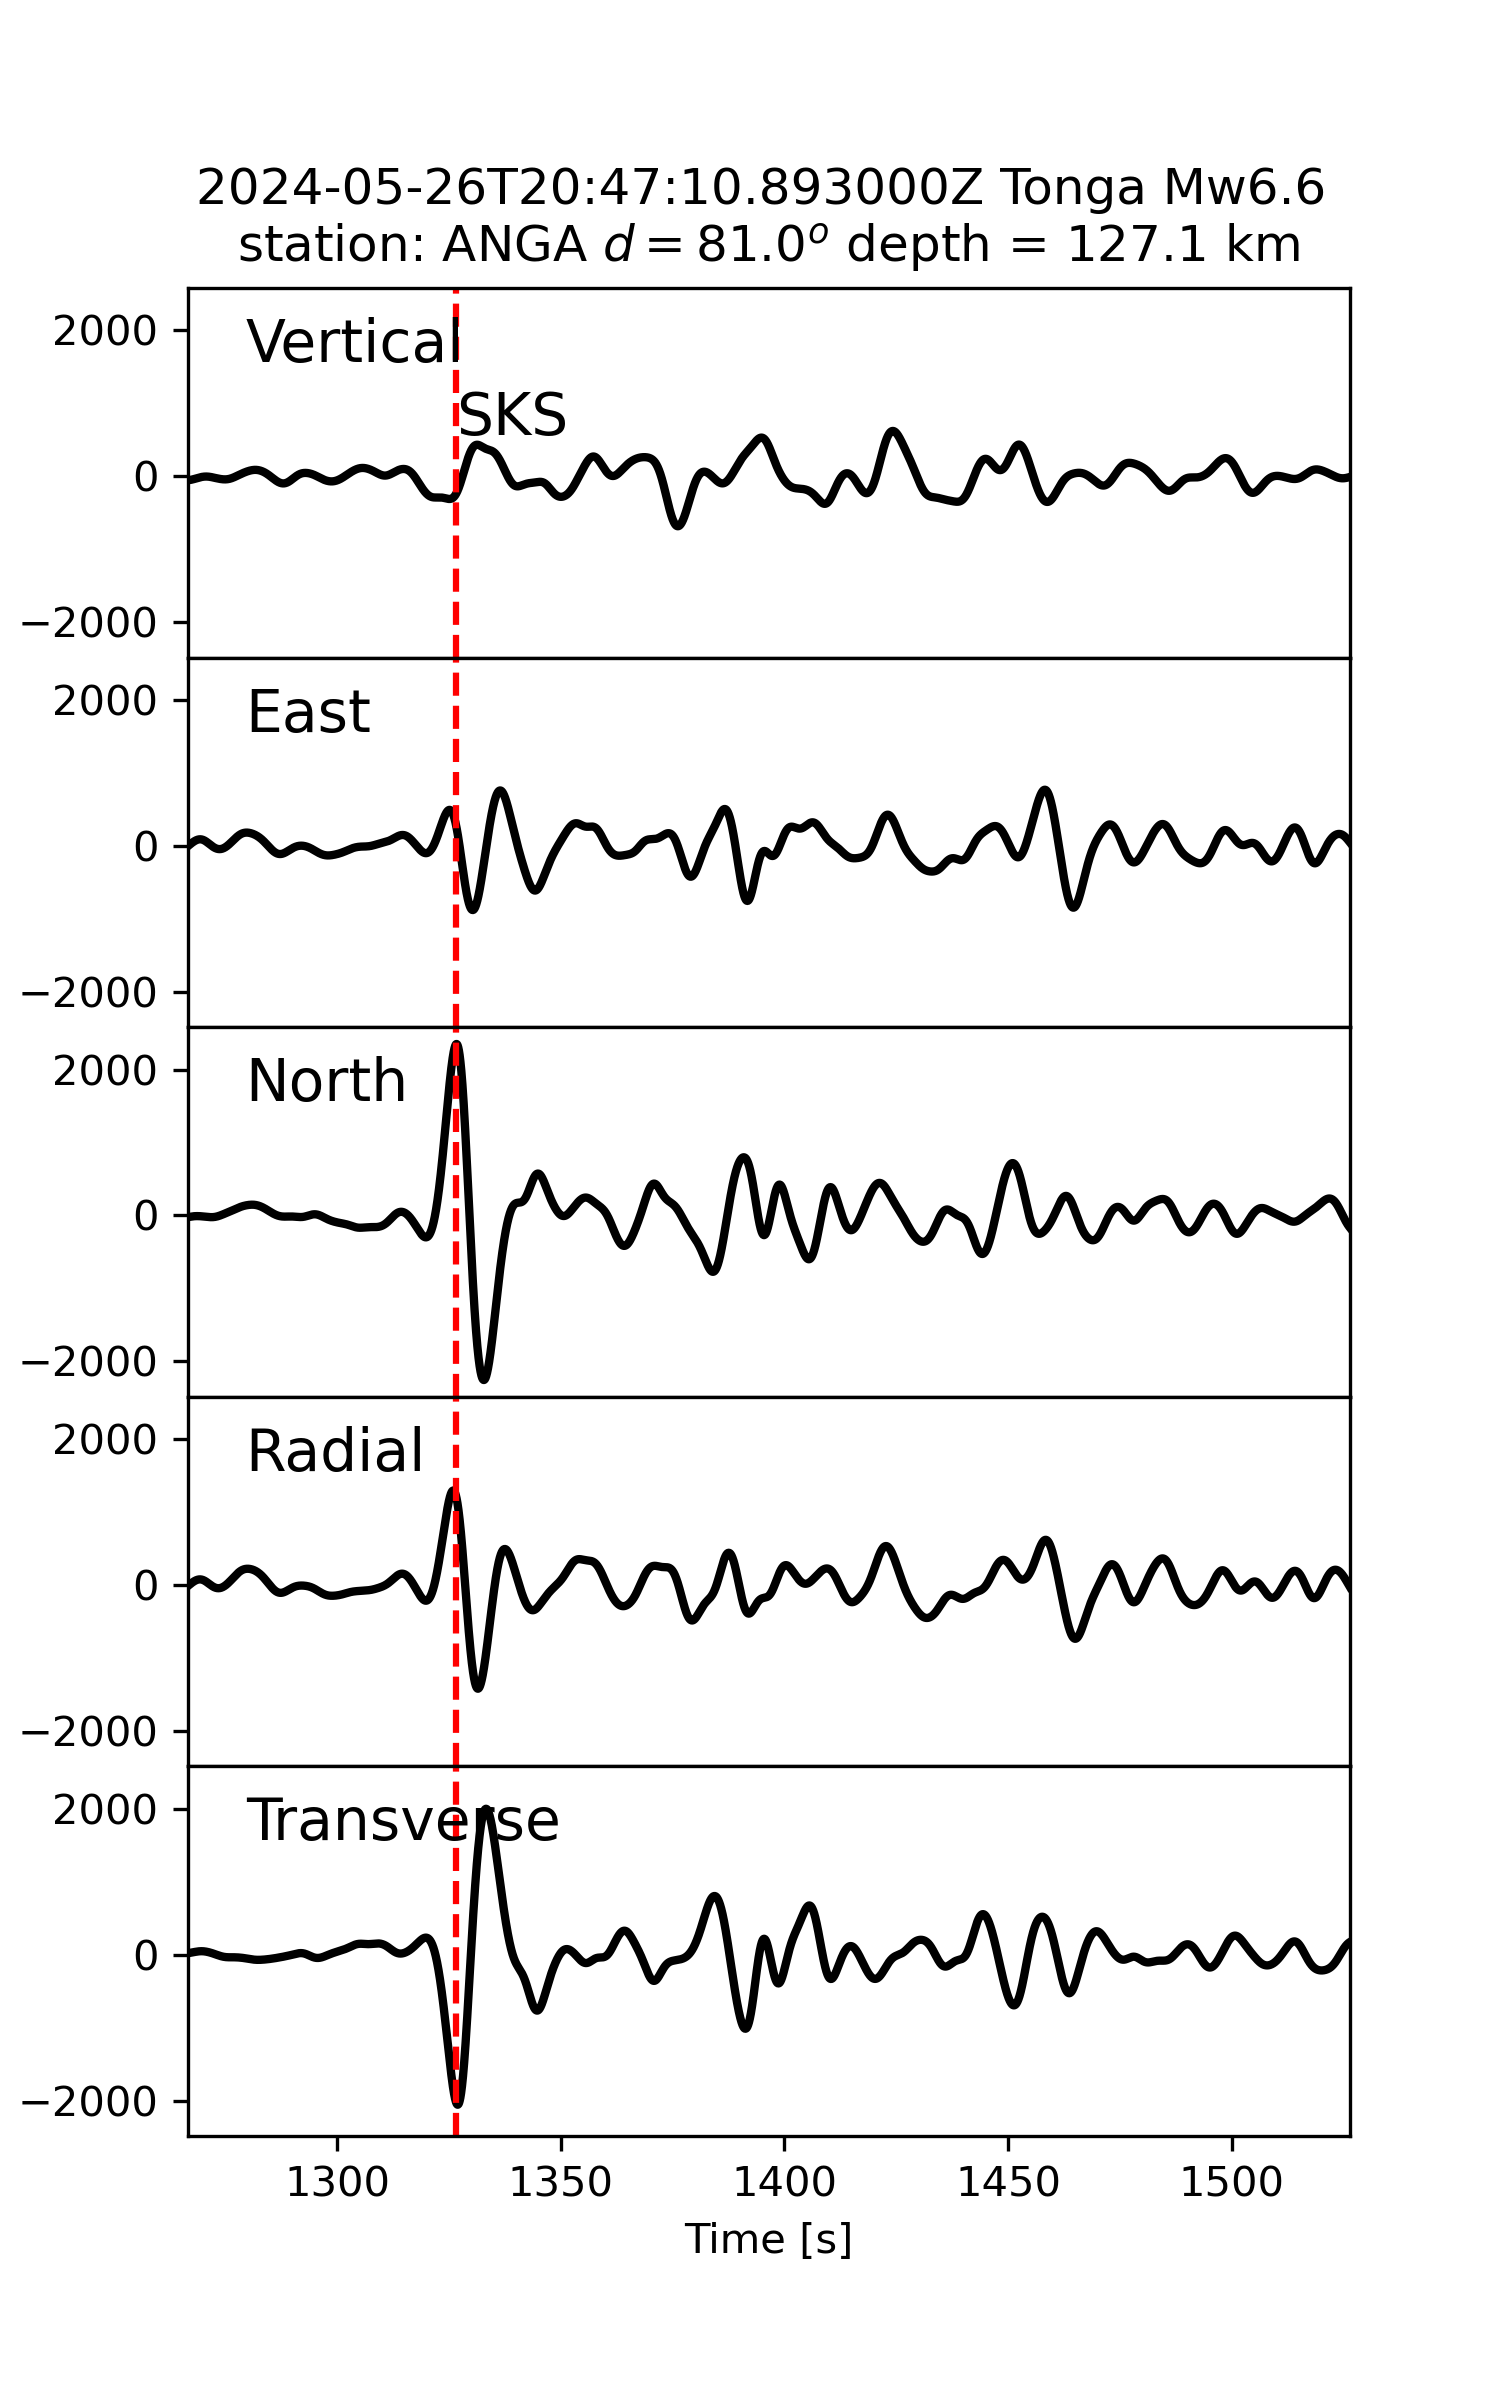 2024-05-26T20:47:10.893000Z Tonga Mw6.6
station: ANGA d = 81.0° depth = 127.1 km
2000
Vertical
SKS
0
−2000
2000
East
0
−2000
2000
North
0
−2000
2000
Radial
0
−2000
2000
Transverse
0
−2000
1300 1350 1400 1450 1500
Time [s]